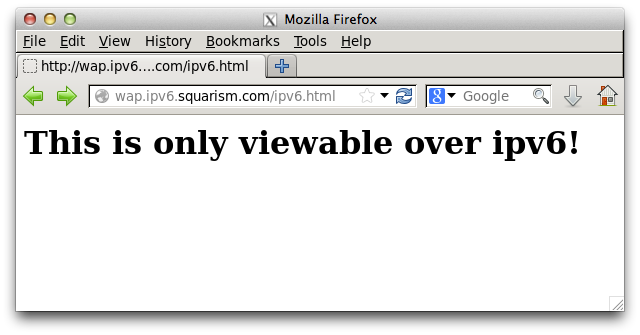 Mozilla Firefox
File Edit View History Bookmarks Tools Help
http://wap.ipv6....com/ipv6.html
wap.ipv6.squarism.com/ipv6.html Google
This is only viewable over ipv6!